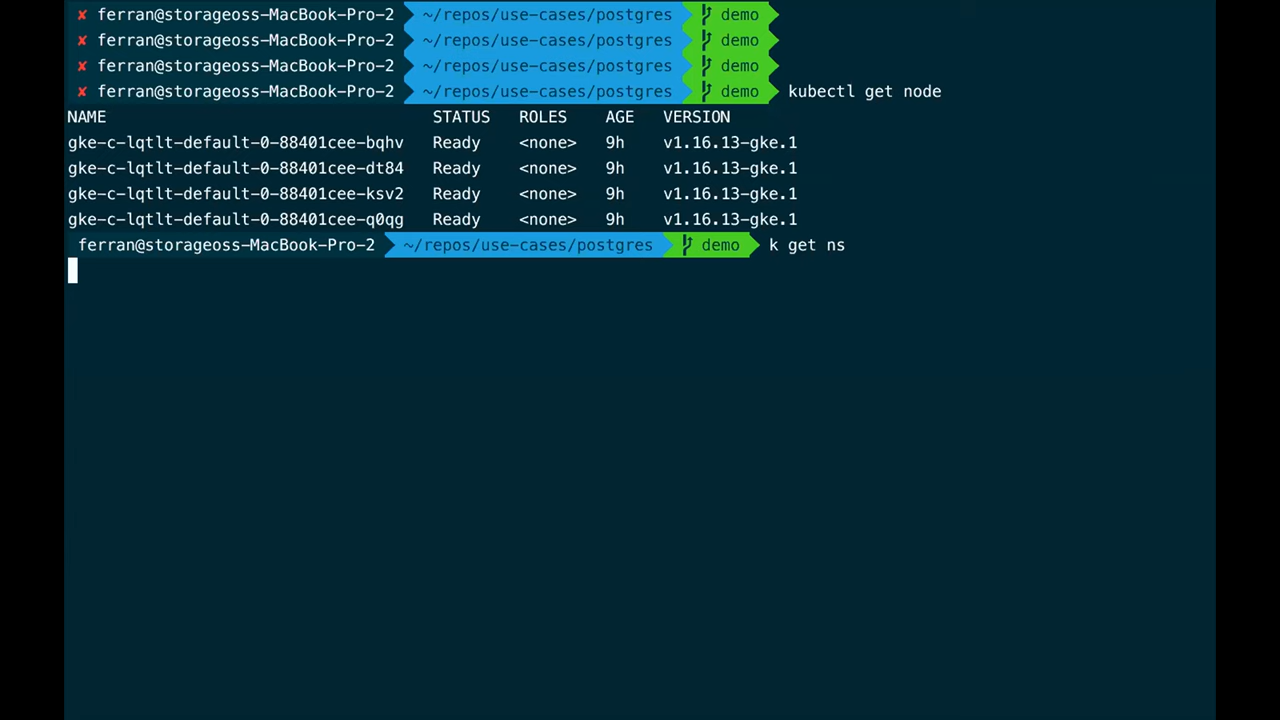 ✘ ferran@storageoss-MacBook-Pro-2 ~/repos/use-cases/postgres demo
✘ ferran@storageoss-MacBook-Pro-2 ~/repos/use-cases/postgres demo
✘ ferran@storageoss-MacBook-Pro-2 ~/repos/use-cases/postgres demo
✘ ferran@storageoss-MacBook-Pro-2 ~/repos/use-cases/postgres demo kubectl get node
NAME STATUS ROLES AGE VERSION
gke-c-lqtlt-default-0-88401cee-bqhv Ready <none> 9h v1.16.13-gke.1
gke-c-lqtlt-default-0-88401cee-dt84 Ready <none> 9h v1.16.13-gke.1
gke-c-lqtlt-default-0-88401cee-ksv2 Ready <none> 9h v1.16.13-gke.1
gke-c-lqtlt-default-0-88401cee-q0qg Ready <none> 9h v1.16.13-gke.1
ferran@storageoss-MacBook-Pro-2 ~/repos/use-cases/postgres demo k get ns